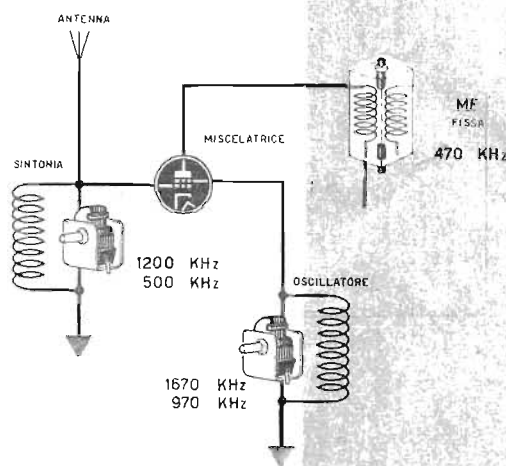 ANTENNA
MISCELATRICE
MF
FISSA
470 KHz
SINTONIA
1200 KHz
500 KHz
OSCILLATORE
1670 KHz
970 KHz